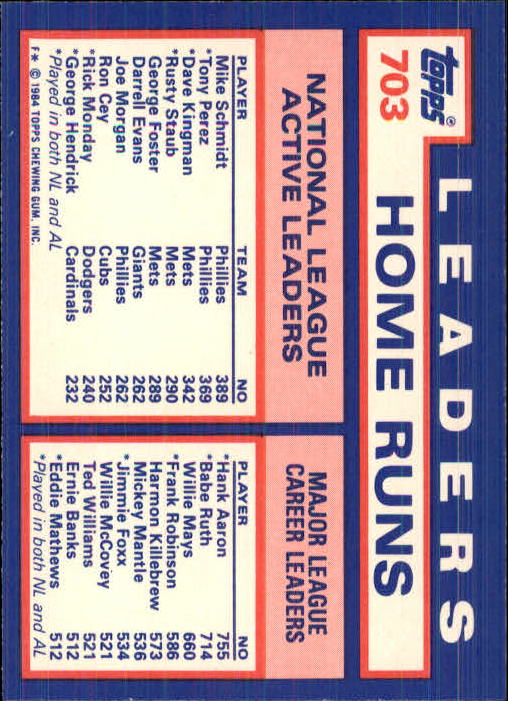 LEADERS
topps®
703
HOME RUNS
NATIONAL LEAGUE
ACTIVE LEADERS
PLAYER TEAM NO
Mike Schmidt Phillies 389
*Tony Perez Phillies 369
*Dave Kingman Mets 342
*Rusty Staub Mets 290
George Foster Mets 289
Darrell Evans Giants 262
Joe Morgan Phillies 262
Ron Cey Cubs 252
*Rick Monday Dodgers 240
*George Hendrick Cardinals 232
*Played in both NL and AL
F* © 1984 TOPPS CHEWING GUM, INC.
MAJOR LEAGUE
CAREER LEADERS
PLAYER NO
*Hank Aaron 755
*Babe Ruth 714
Willie Mays 660
*Frank Robinson 586
Harmon Killebrew 573
Mickey Mantle 536
*Jimmie Foxx 534
Willie McCovey 521
Ted Williams 521
Ernie Banks 512
*Eddie Mathews 512
*Played in both NL and AL